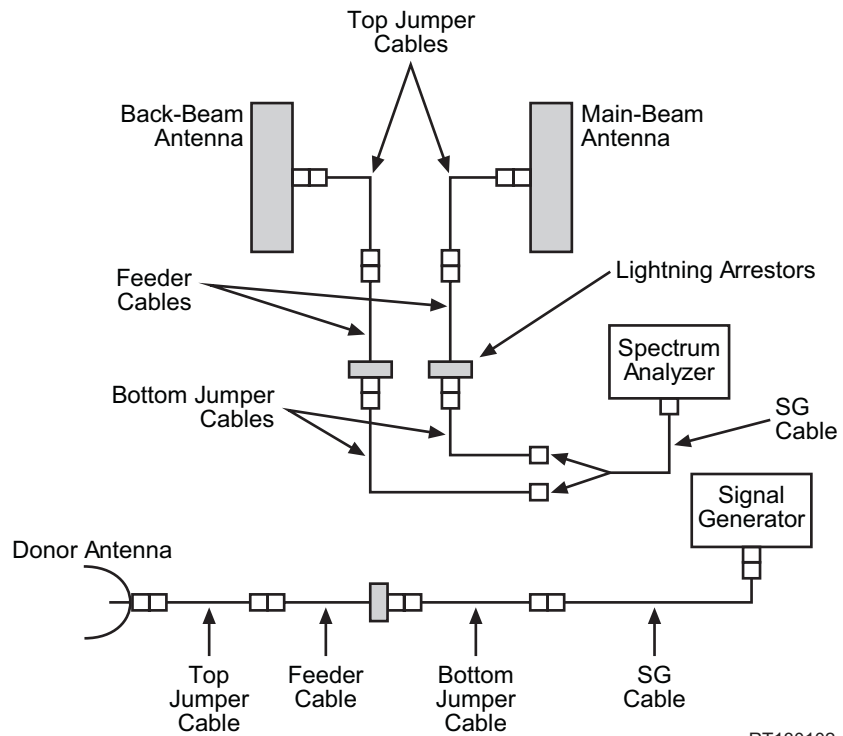 Top Jumper
Cables
Back-Beam
Antenna
Main-Beam
Antenna
Feeder
Cables
Lightning Arrestors
Spectrum
Analyzer
Bottom Jumper
Cables
SG
Cable
Signal
Generator
Donor Antenna
Top
Jumper
Cable
Feeder
Cable
Bottom
Jumper
Cable
SG
Cable